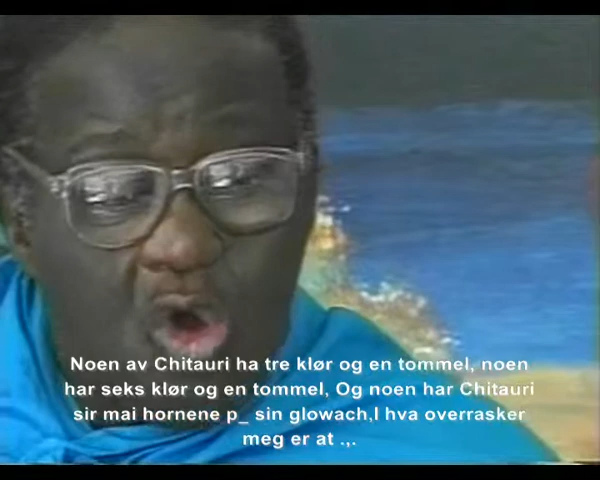 Noen av Chitauri ha tre klør og en tommel, noen
har seks klør og en tommel, Og noen har Chitauri
sir mai hornene p_ sin glowach,I hva overrasker
meg er at .,.